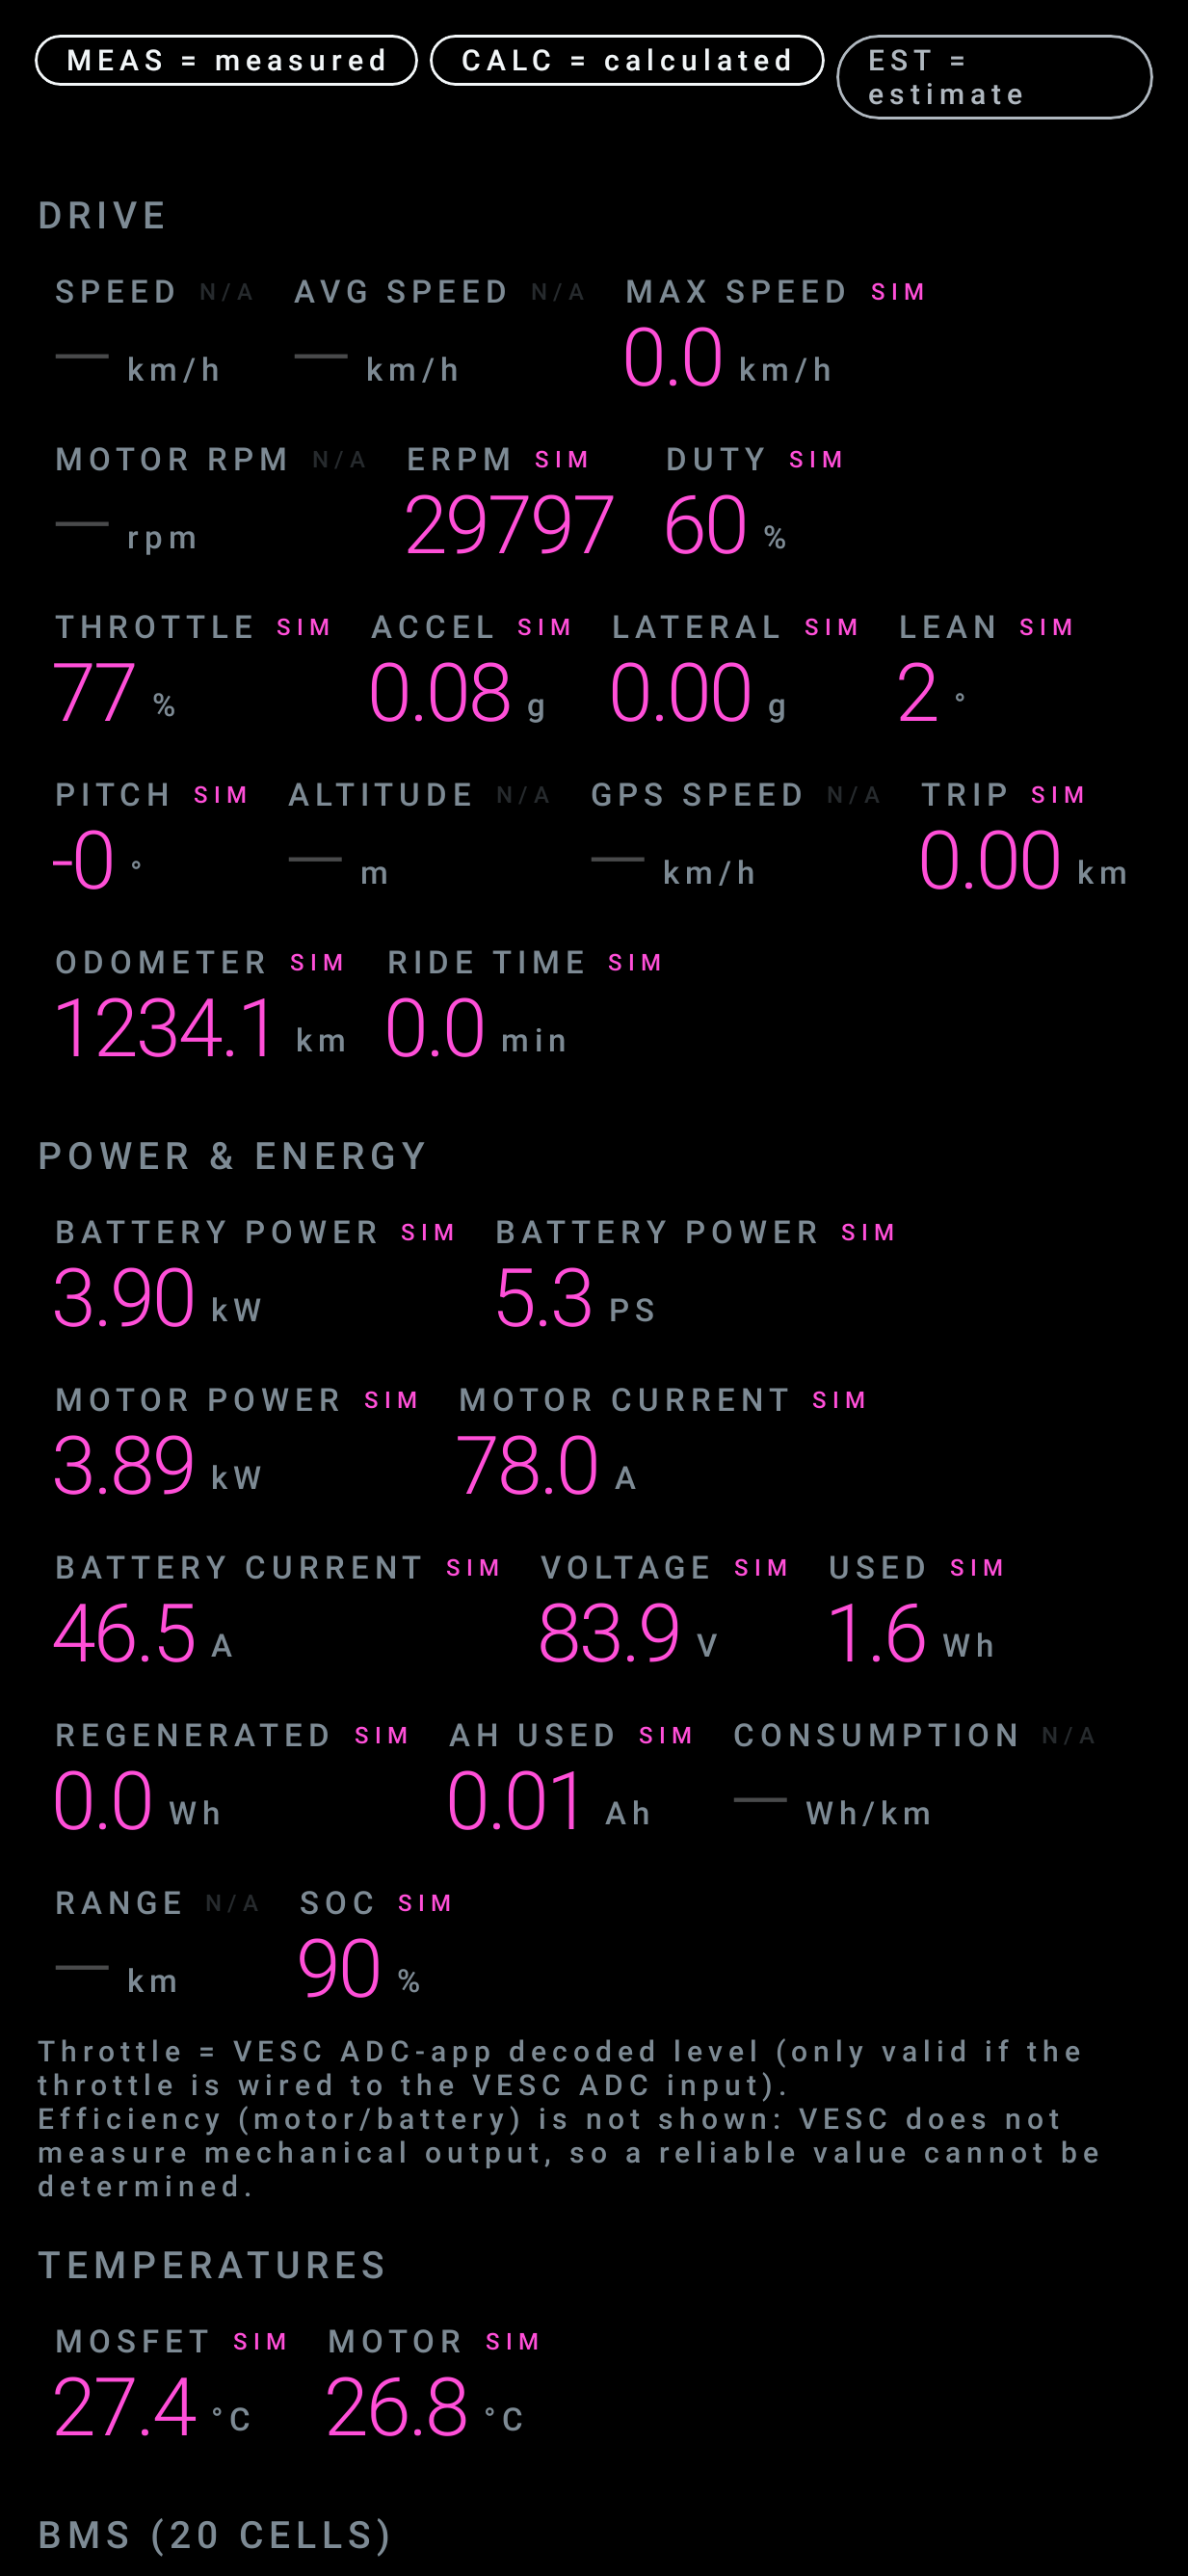 MEAS = measured CALC = calculated EST =
estimate
DRIVE
SPEED N/A AVG SPEED N/A MAX SPEED SIM
— km/h — km/h 0.0 km/h
MOTOR RPM N/A ERPM SIM DUTY SIM
— rpm 29797 60 %
THROTTLE SIM ACCEL SIM LATERAL SIM LEAN SIM
77 % 0.08 g 0.00 g 2 °
PITCH SIM ALTITUDE N/A GPS SPEED N/A TRIP SIM
-0 ° — m — km/h 0.00 km
ODOMETER SIM RIDE TIME SIM
1234.1 km 0.0 min
POWER & ENERGY
BATTERY POWER SIM BATTERY POWER SIM
3.90 kW 5.3 PS
MOTOR POWER SIM MOTOR CURRENT SIM
3.89 kW 78.0 A
BATTERY CURRENT SIM VOLTAGE SIM USED SIM
46.5 A 83.9 V 1.6 Wh
REGENERATED SIM AH USED SIM CONSUMPTION N/A
0.0 Wh 0.01 Ah — Wh/km
RANGE N/A SOC SIM
— km 90 %
Throttle = VESC ADC-app decoded level (only valid if the
throttle is wired to the VESC ADC input).
Efficiency (motor/battery) is not shown: VESC does not
measure mechanical output, so a reliable value cannot be
determined.
TEMPERATURES
MOSFET SIM MOTOR SIM
27.4 °C 26.8 °C
BMS (20 CELLS)